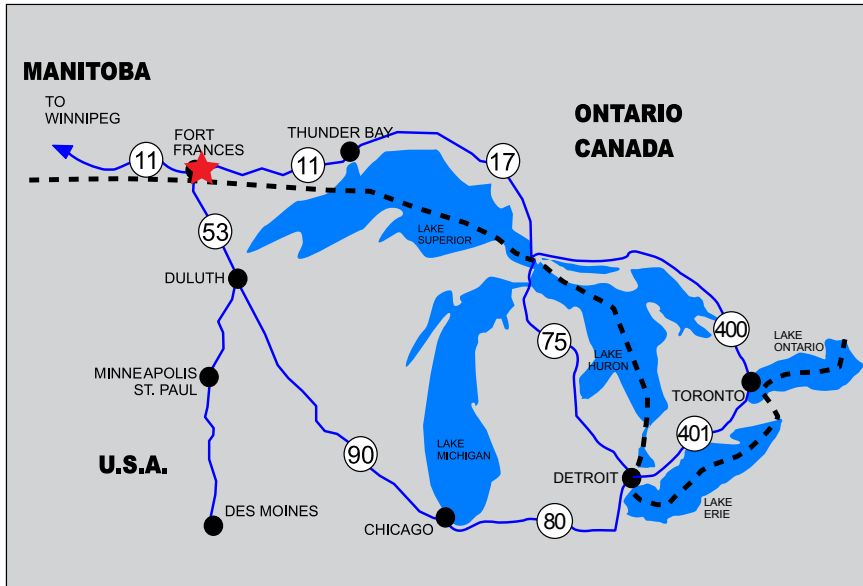 MANITOBA
TO
WINNIPEG
FORT
FRANCES
THUNDER BAY
ONTARIO
CANADA
11
11
17
53
LAKE
SUPERIOR
DULUTH
400
LAKE
ONTARIO
75
LAKE
HURON
MINNEAPOLIS
ST. PAUL
TORONTO
401
LAKE
MICHIGAN
90
U.S.A.
DETROIT
LAKE
ERIE
DES MOINES
CHICAGO
80